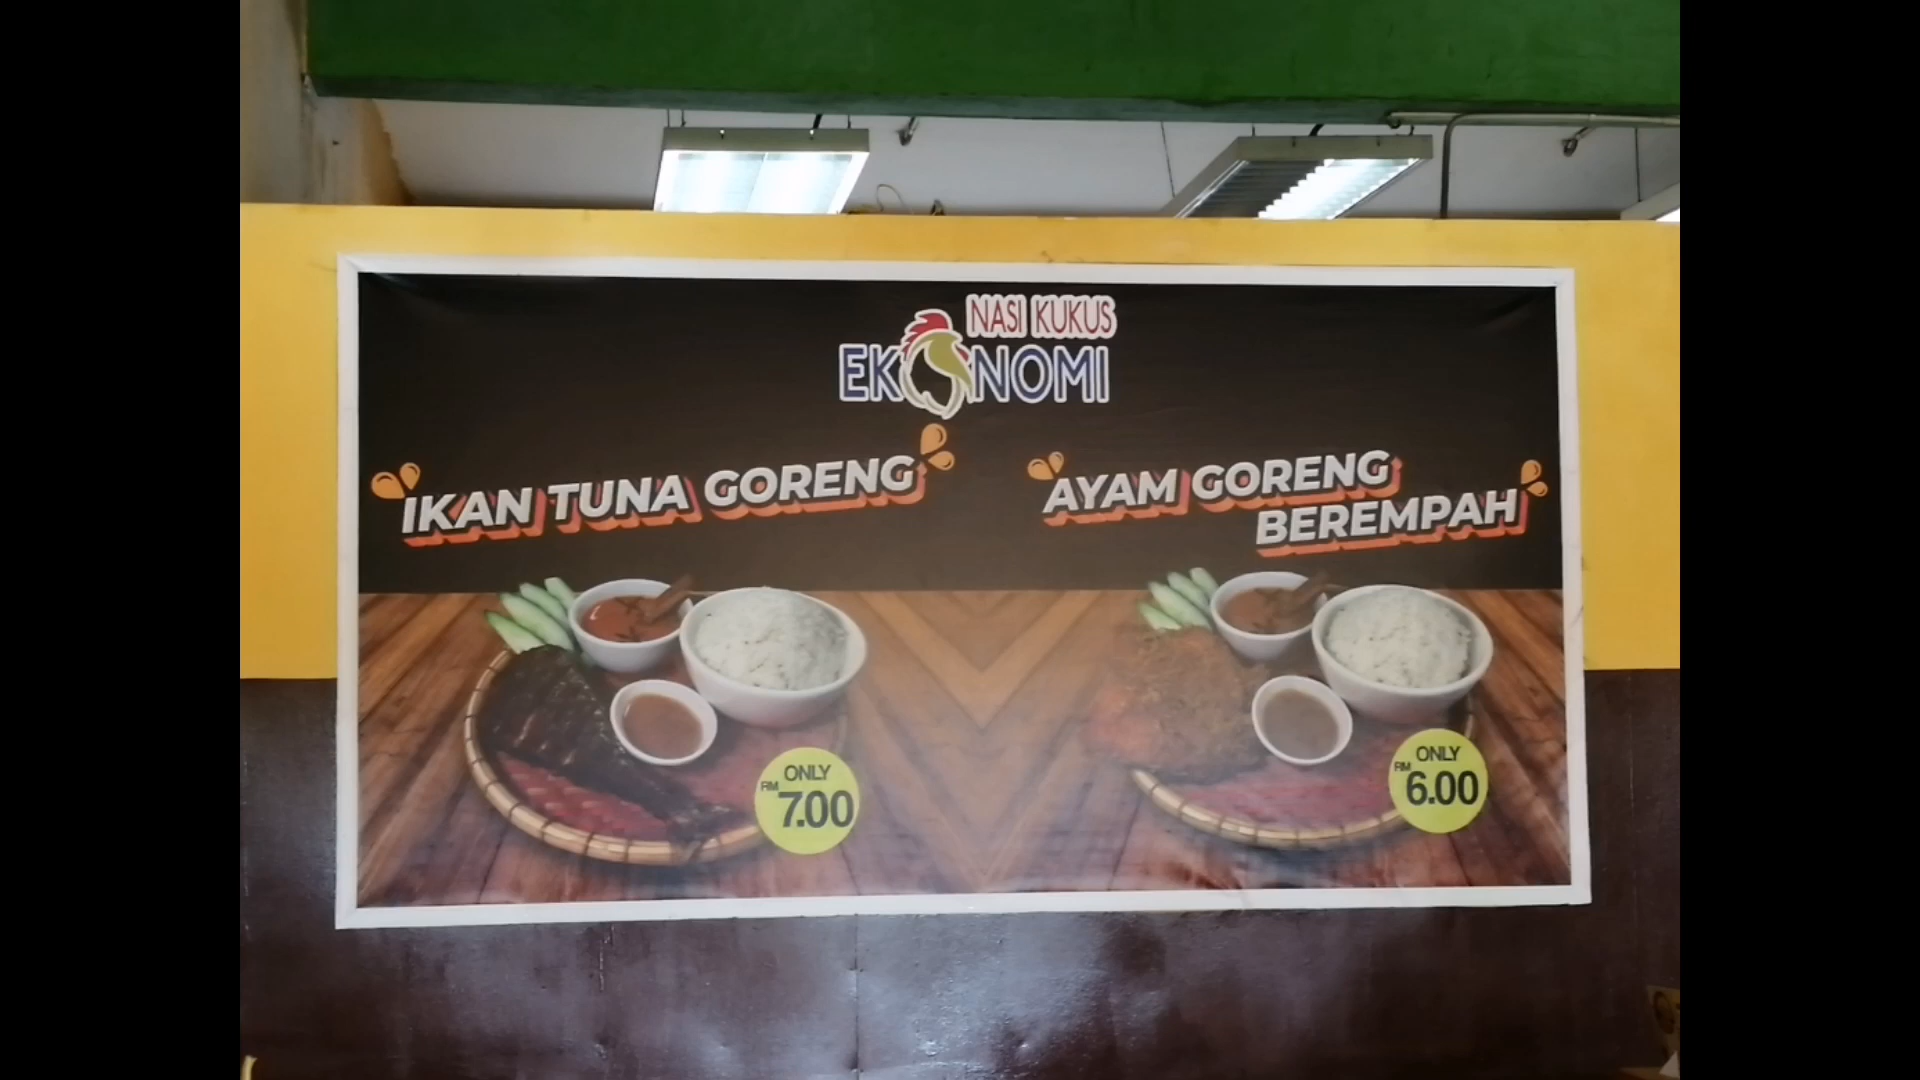 NASI KUKUS
EKONOMI
IKAN TUNA GORENG
AYAM GORENG
BEREMPAH
ONLY
RM 7.00
ONLY
RM 6.00